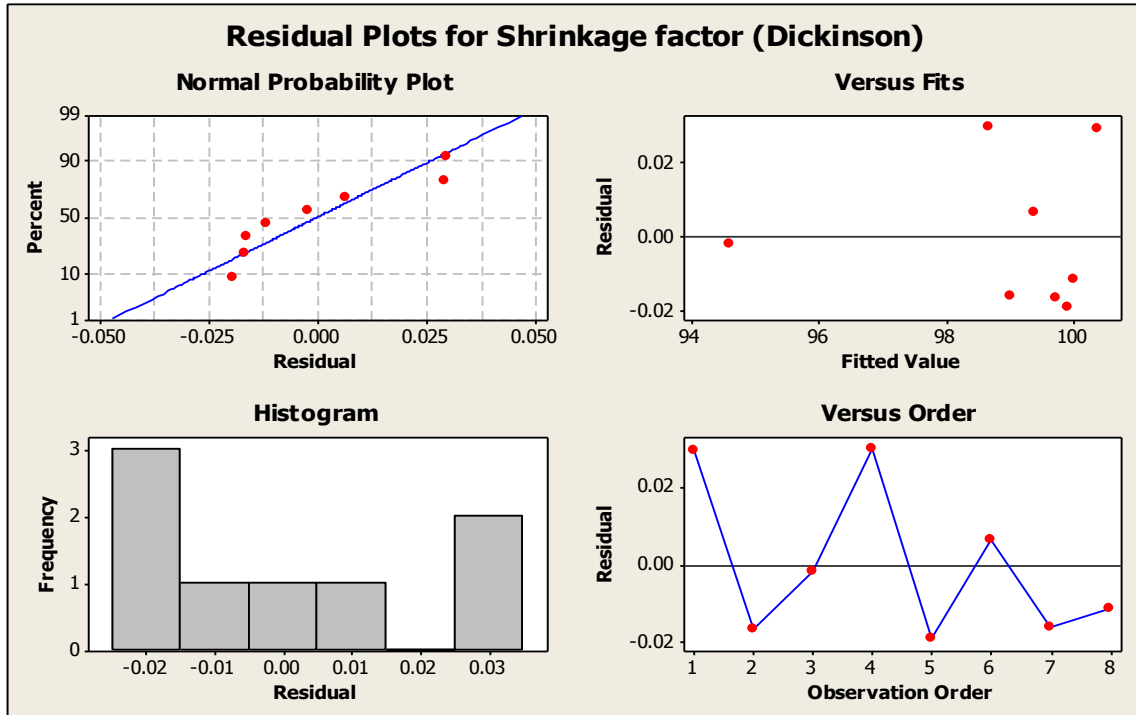 Residual Plots for Shrinkage factor (Dickinson)
Normal Probability Plot
99
90
50
10
1
Percent
-0.050 -0.025 0.000 0.025 0.050
Residual
Versus Fits
0.02
0.00
-0.02
Residual
94 96 98 100
Fitted Value
Histogram
3
2
1
0
Frequency
-0.02 -0.01 0.00 0.01 0.02 0.03
Residual
Versus Order
0.02
0.00
-0.02
Residual
1 2 3 4 5 6 7 8
Observation Order